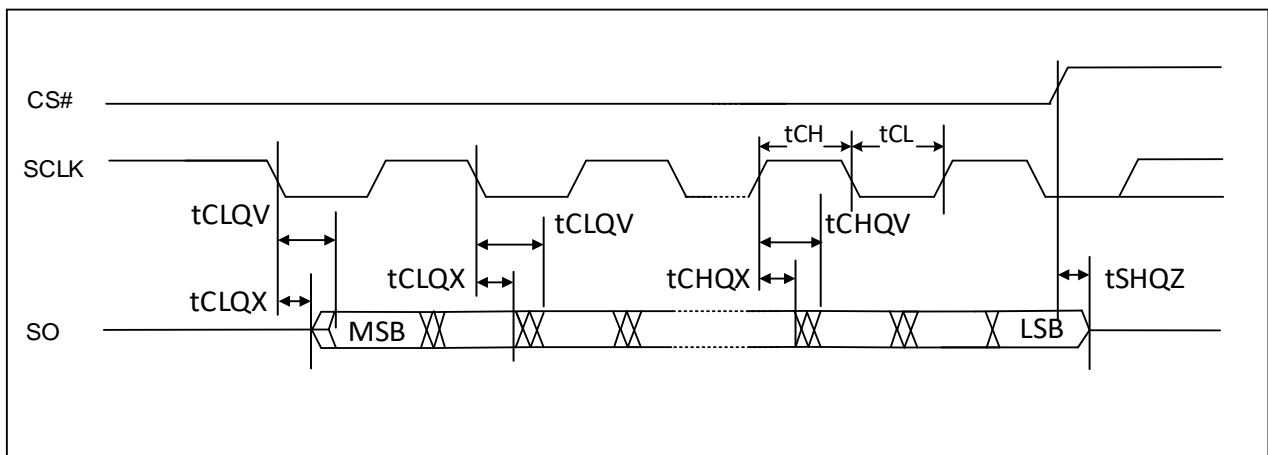 CS#
tCH
tCL
SCLK
tCLQV
tCLQV
tCHQV
tCLQX
tCLQX
tCHQX
tSHQZ
SO
MSB
LSB